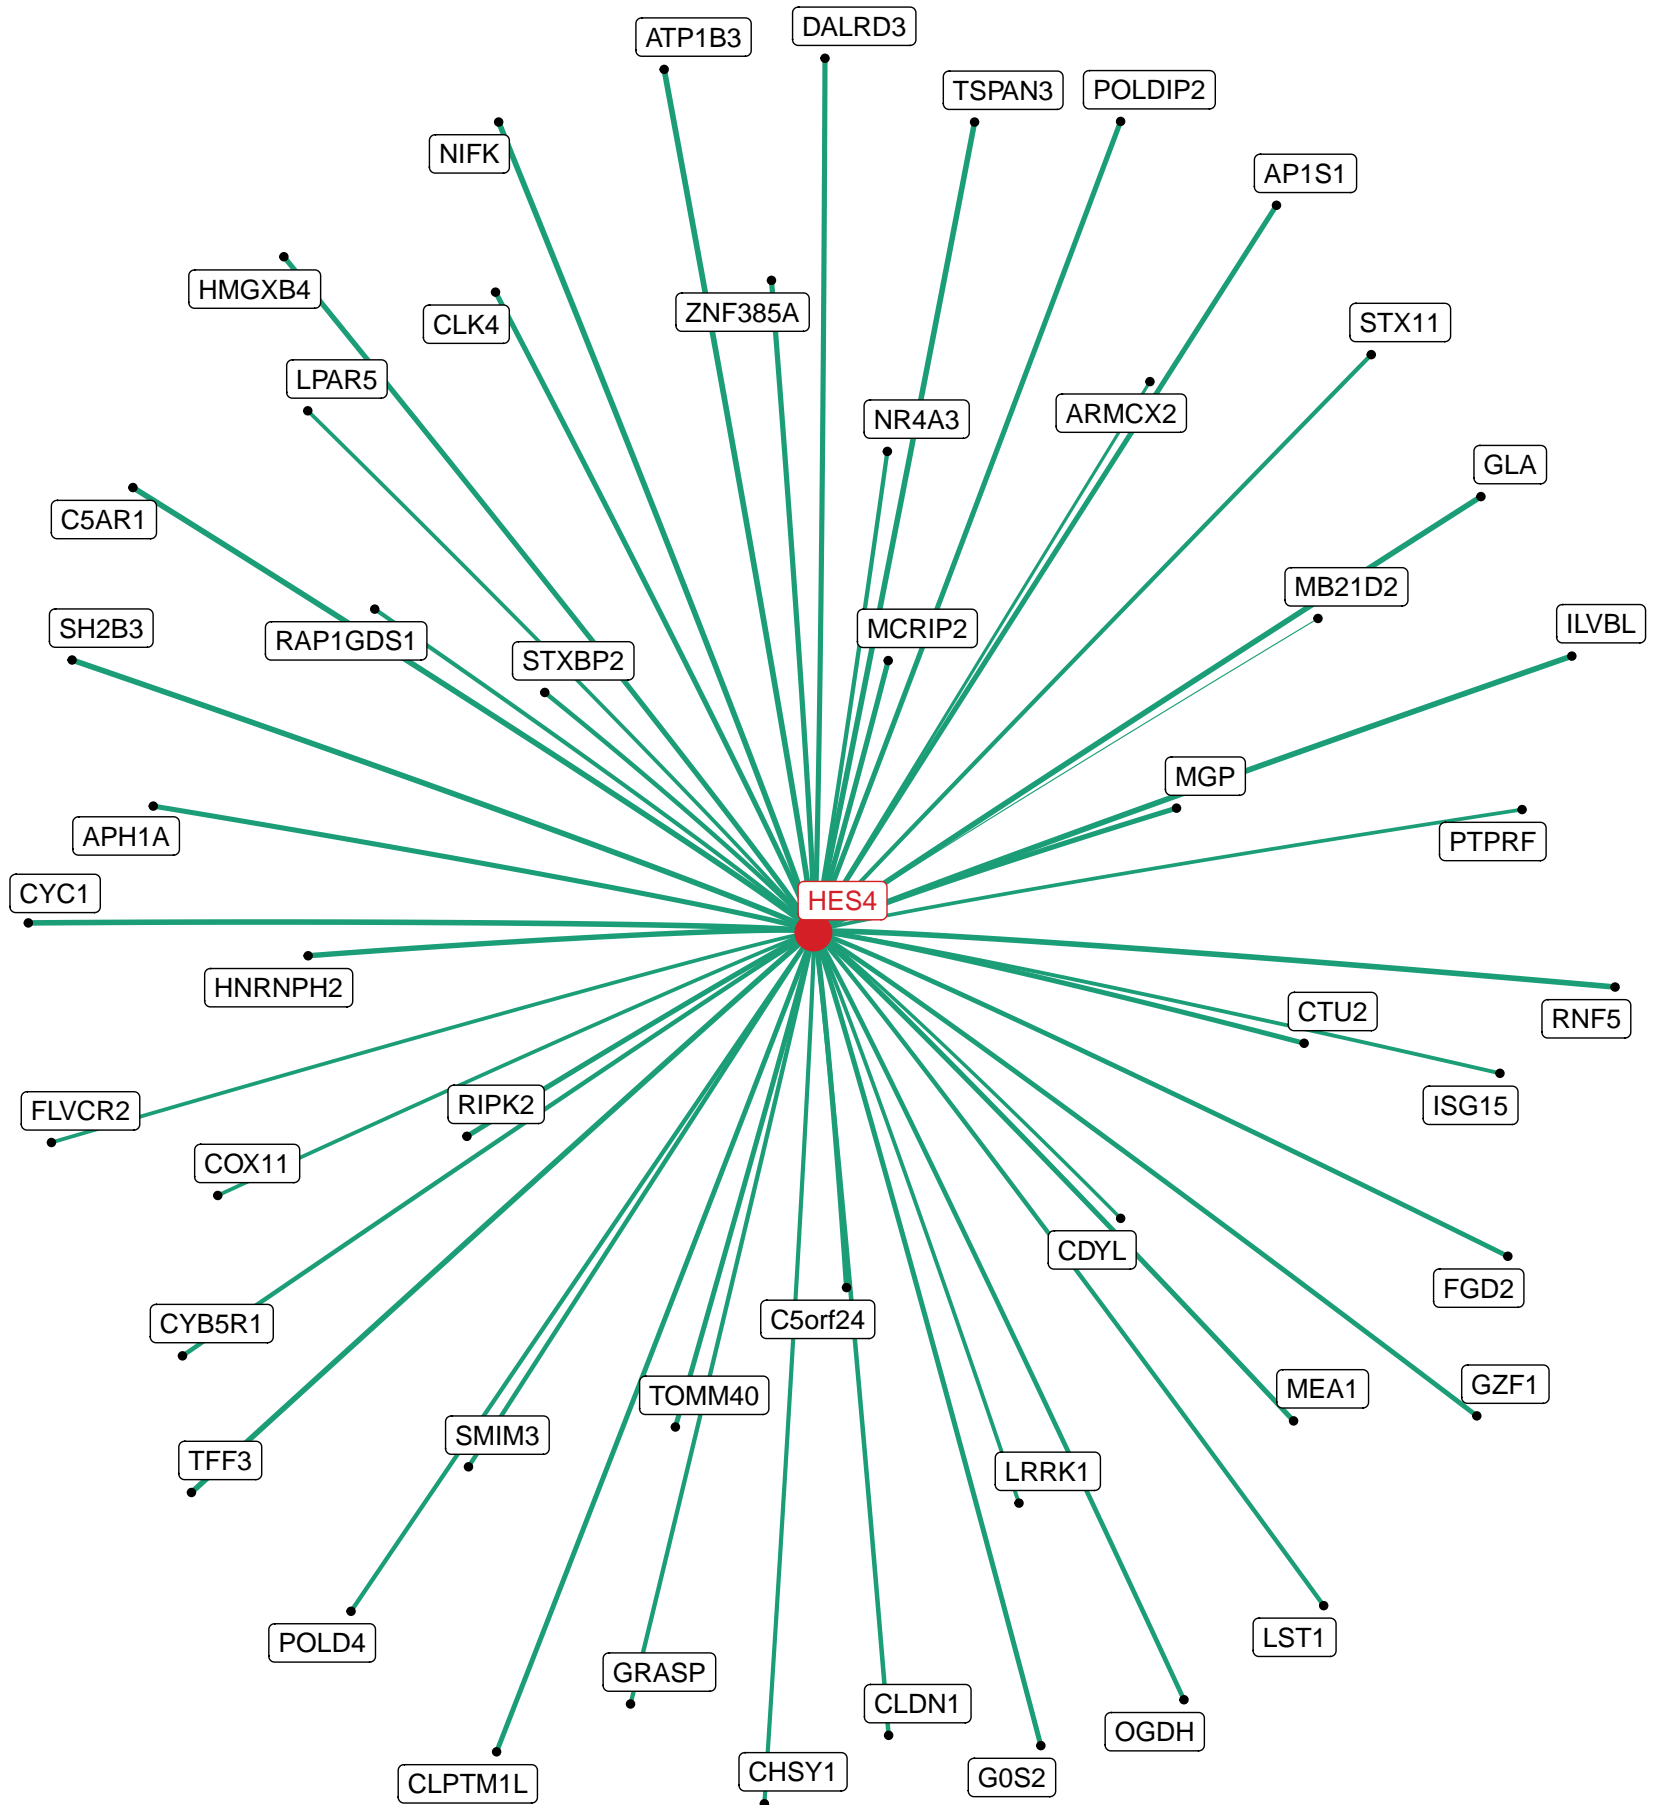 DALRD3
ATP1B3
POLDIP2
TSPAN3
NIFK
AP1S1
HMGXB4
ZNF385A
CLK4
STX11
LPAR5
ARMCX2
NR4A3
GLA
C5AR1
MB21D2
ILVBL
SH2B3
MCRIP2
RAP1GDS1
STXBP2
MGP
APH1A
PTPRF
CYC1
HES4
HNRNPH2
CTU2
RNF5
RIPK2
ISG15
FLVCR2
COX11
CDYL
FGD2
C5orf24
CYB5R1
GZF1
MEA1
TOMM40
SMIM3
TFF3
LRRK1
LST1
POLD4
GRASP
CLDN1
OGDH
CHSY1
G0S2
CLPTM1L